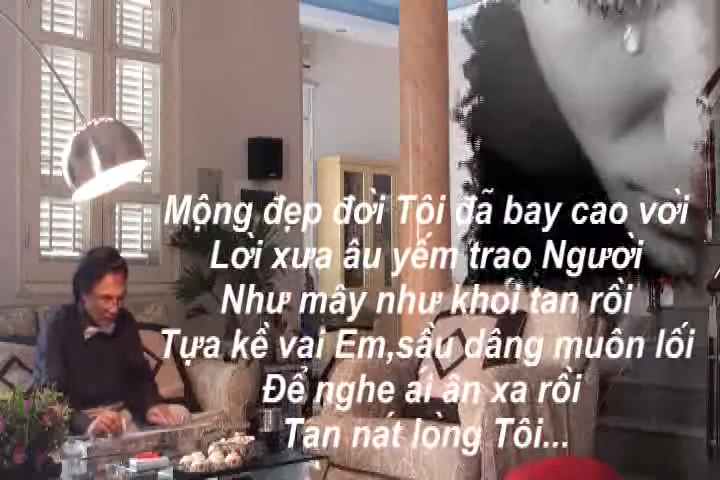 Mộng đẹp đời Tôi đã bay cao vời
Lời xưa âu yếm trao Người
Như mây như khói tan rồi
Tựa kề vai Em,sầu dâng muôn lối
Để nghe ái ân xa rồi
Tan nát lòng Tôi...